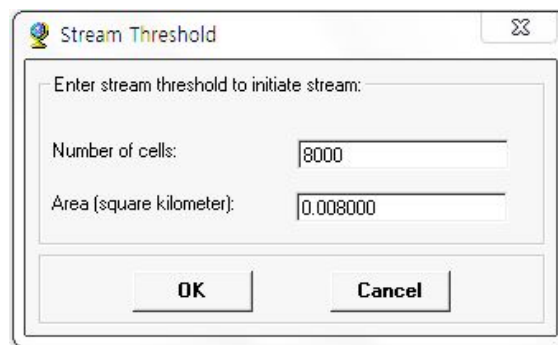 Stream Threshold
Enter stream threshold to initiate stream:
Number of cells: 8000
Area (square kilometer): 0.008000
OK Cancel